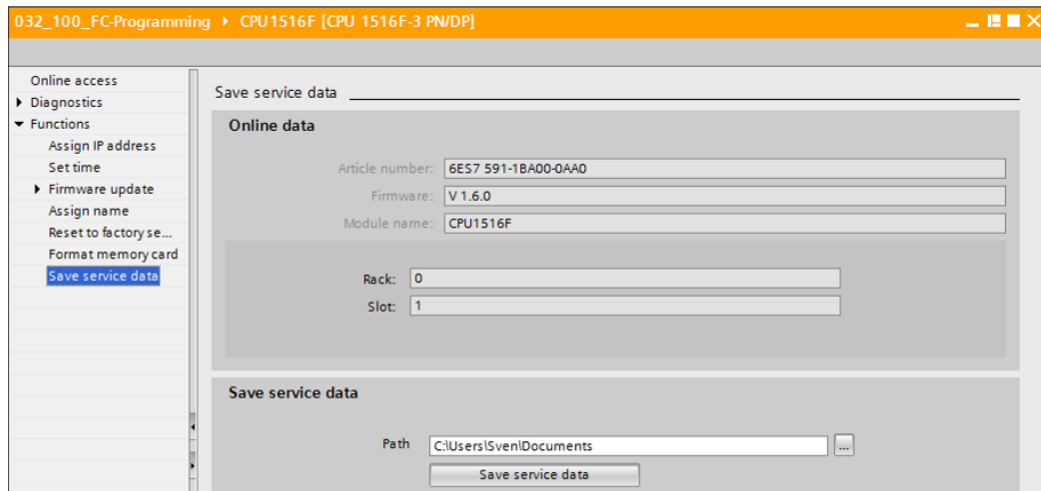 032_100_FC-Programming ▸ CPU1516F [CPU 1516F-3 PN/DP]
Online access
Diagnostics
Functions
Assign IP address
Set time
Firmware update
Assign name
Reset to factory se...
Format memory card
Save service data
Save service data
Online data
Article number: 6ES7 591-1BA00-0AA0
Firmware: V 1.6.0
Module name: CPU1516F
Rack: 0
Slot: 1
Save service data
Path C:\Users\Sven\Documents ...
Save service data